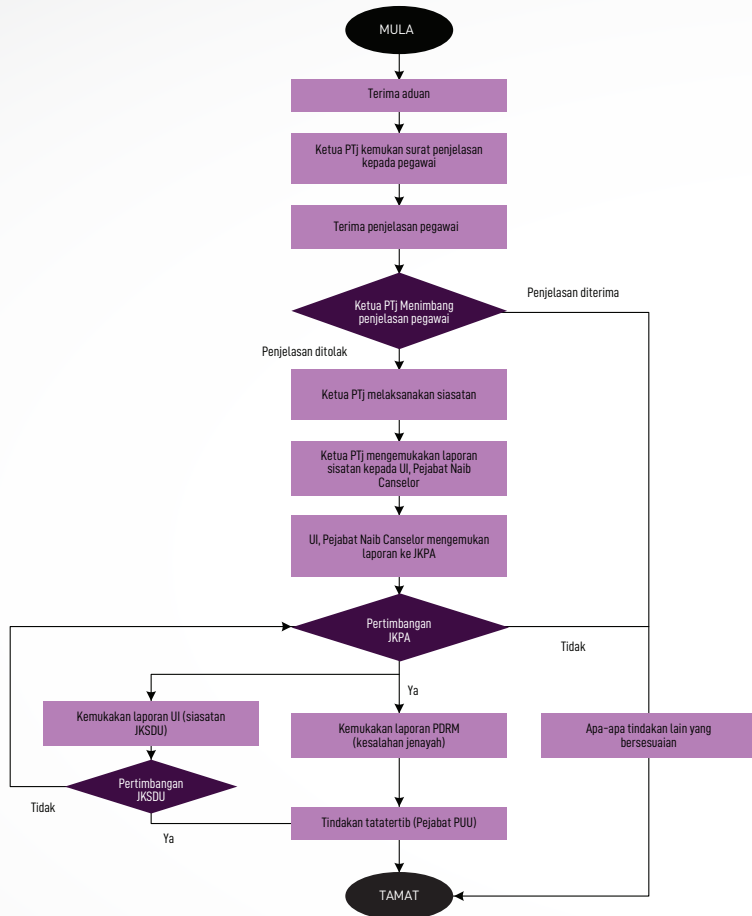 MULA
Terima aduan
Ketua PTj kemukan surat penjelasan
kepada pegawai
Terima penjelasan pegawai
Ketua PTj Menimbang
penjelasan pegawai
Penjelasan diterima
Penjelasan ditolak
Ketua PTj melaksanakan siasatan
Ketua PTj mengemukakan laporan
sisatan kepada UI, Pejabat Naib
Canselor
UI, Pejabat Naib Canselor mengemukan
laporan ke JKPA
Pertimbangan
JKPA
Tidak
Ya
Kemukakan laporan UI (siasatan
JKSDU)
Kemukakan laporan PDRM
(kesalahan jenayah)
Apa-apa tindakan lain yang
bersesuaian
Pertimbangan
JKSDU
Tidak
Ya
Tindakan tatatertib (Pejabat PUU)
TAMAT